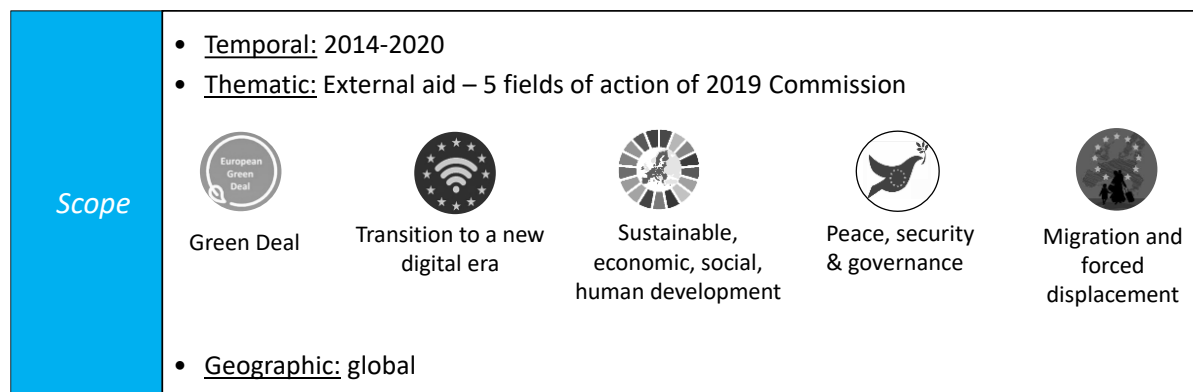 Scope
• Temporal: 2014-2020
• Thematic: External aid – 5 fields of action of 2019 Commission
European
Green
Deal
Green Deal
Transition to a new
digital era
Sustainable,
economic, social,
human development
Peace, security
& governance
Migration and
forced
displacement
• Geographic: global